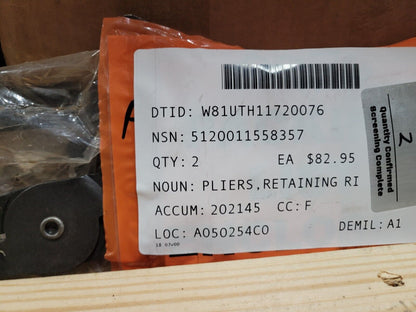 DTID: W81UTH11720076
NSN: 5120011558357
QTY: 2 EA $82.95
NOUN: PLIERS,RETAINING RI
ACCUM: 202145 CC: F
LOC: A050254C0 DEMIL: A1
Quantity Confirmed
Screening Complete
2